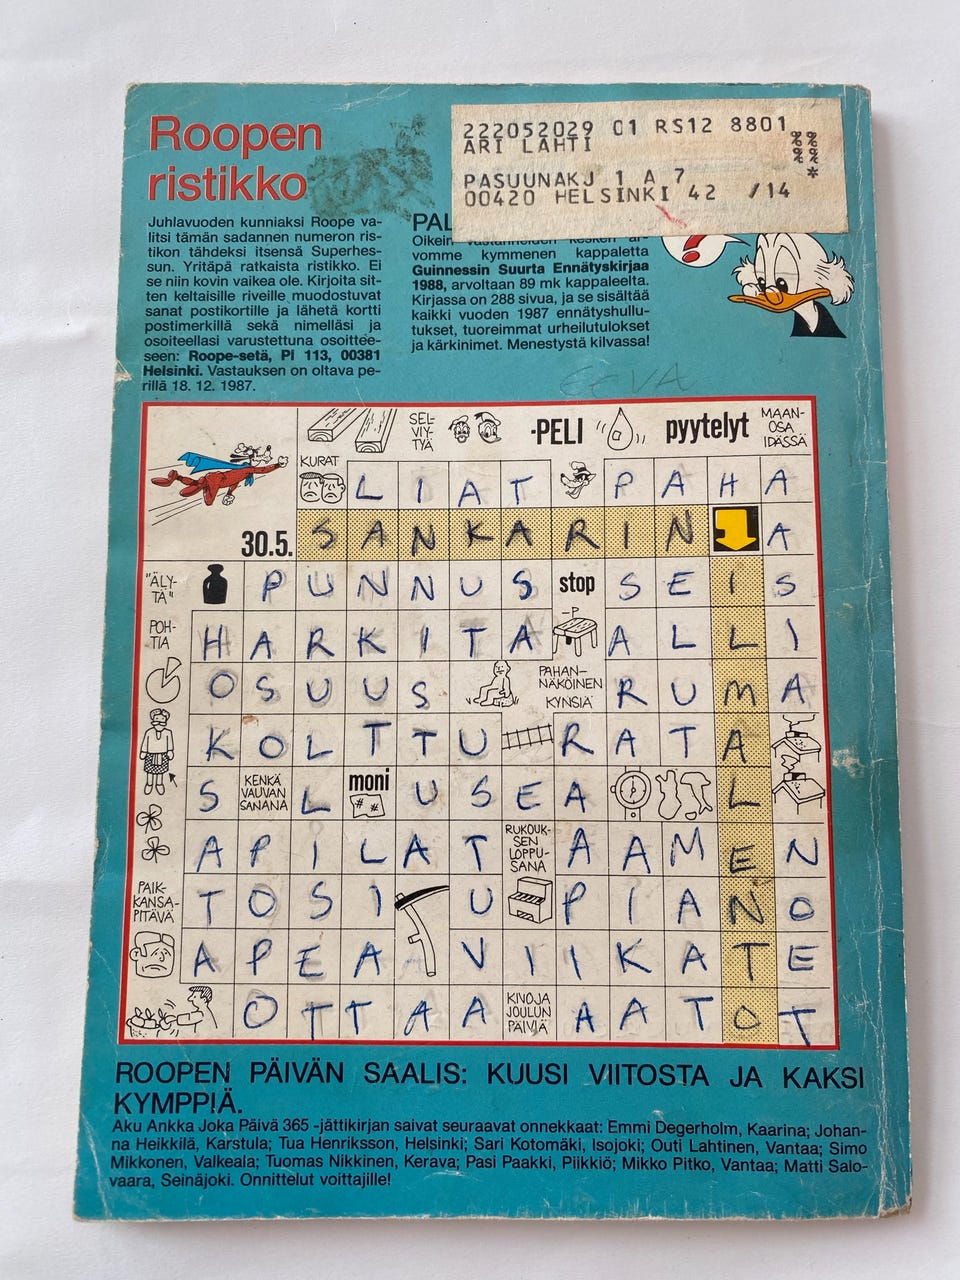 Roopen
ristikko
222052029 01 RS12 8801
ARI LAHTI
PASUUNAKJ 1 A 7
00420 HELSINKI 42 /14
%%%*
Juhlavuoden kunniaksi Roope va-
litsi tämän sadannen numeron ris-
tikon tähdeksi itsensä Superhes-
sun. Yritäpä ratkaista ristikko. Ei
se niin kovin vaikea ole. Kirjoita sit-
ten keltaisille riveille muodostuvat
sanat postikortille ja lähetä kortti
postimerkillä sekä nimelläsi ja
osoitteellasi varustettuna osoittee-
seen: Roope-setä, Pl 113, 00381
Helsinki. Vastauksen on oltava pe-
rillä 18. 12. 1987.
PAL
Oikein vastanneiden kesken ar-
vomme kymmenen kappaletta
Guinnessin Suurta Ennätyskirjaa
1988, arvoltaan 89 mk kappaleelta.
Kirjassa on 288 sivua, ja se sisältää
kaikki vuoden 1987 ennätyshullu-
tukset, tuoreimmat urheilutulokset
ja kärkinimet. Menestystä kilvassa!
?
EEVA
SEL-
VIY-
TYÄ
-PELI
pyytelyt
MAAN-
OSA
IDÄSSÄ
KURAT
L I A T P A H A
30.5.
S A N K A R I N A
"ÄLY-
TÄ"
P U N N U S stop S E I S
POH-
TIA
H A R K I T A -P A L L I
O S U U S
PAHAN-
NÄKÖINEN
KYNSIÄ
R U M A
K O L T T U R A T A
S
KENKÄ
VAUVAN
SANANA
L
moni
# #
U S E A L
A P I L A T
RUKOUK-
SEN
LOPPU-
SANA
A A M E N
PAIK-
KANSA-
PITÄVÄ
T O S I U P I A N O
A P E A V I I K A T E
O T T A A
KIVOJA
JOULUN
PÄIVIÄ
A A T O T
ROOPEN PÄIVÄN SAALIS: KUUSI VIITOSTA JA KAKSI
KYMPPIÄ.
Aku Ankka Joka Päivä 365 -jättikirjan saivat seuraavat onnekkaat: Emmi Degerholm, Kaarina; Johan-
na Heikkilä, Karstula; Tua Henriksson, Helsinki; Sari Kotomäki, Isojoki; Outi Lahtinen, Vantaa; Simo
Mikkonen, Valkeala; Tuomas Nikkinen, Kerava; Pasi Paakki, Piikkiö; Mikko Pitko, Vantaa; Matti Salo-
vaara, Seinäjoki. Onnittelut voittajille!